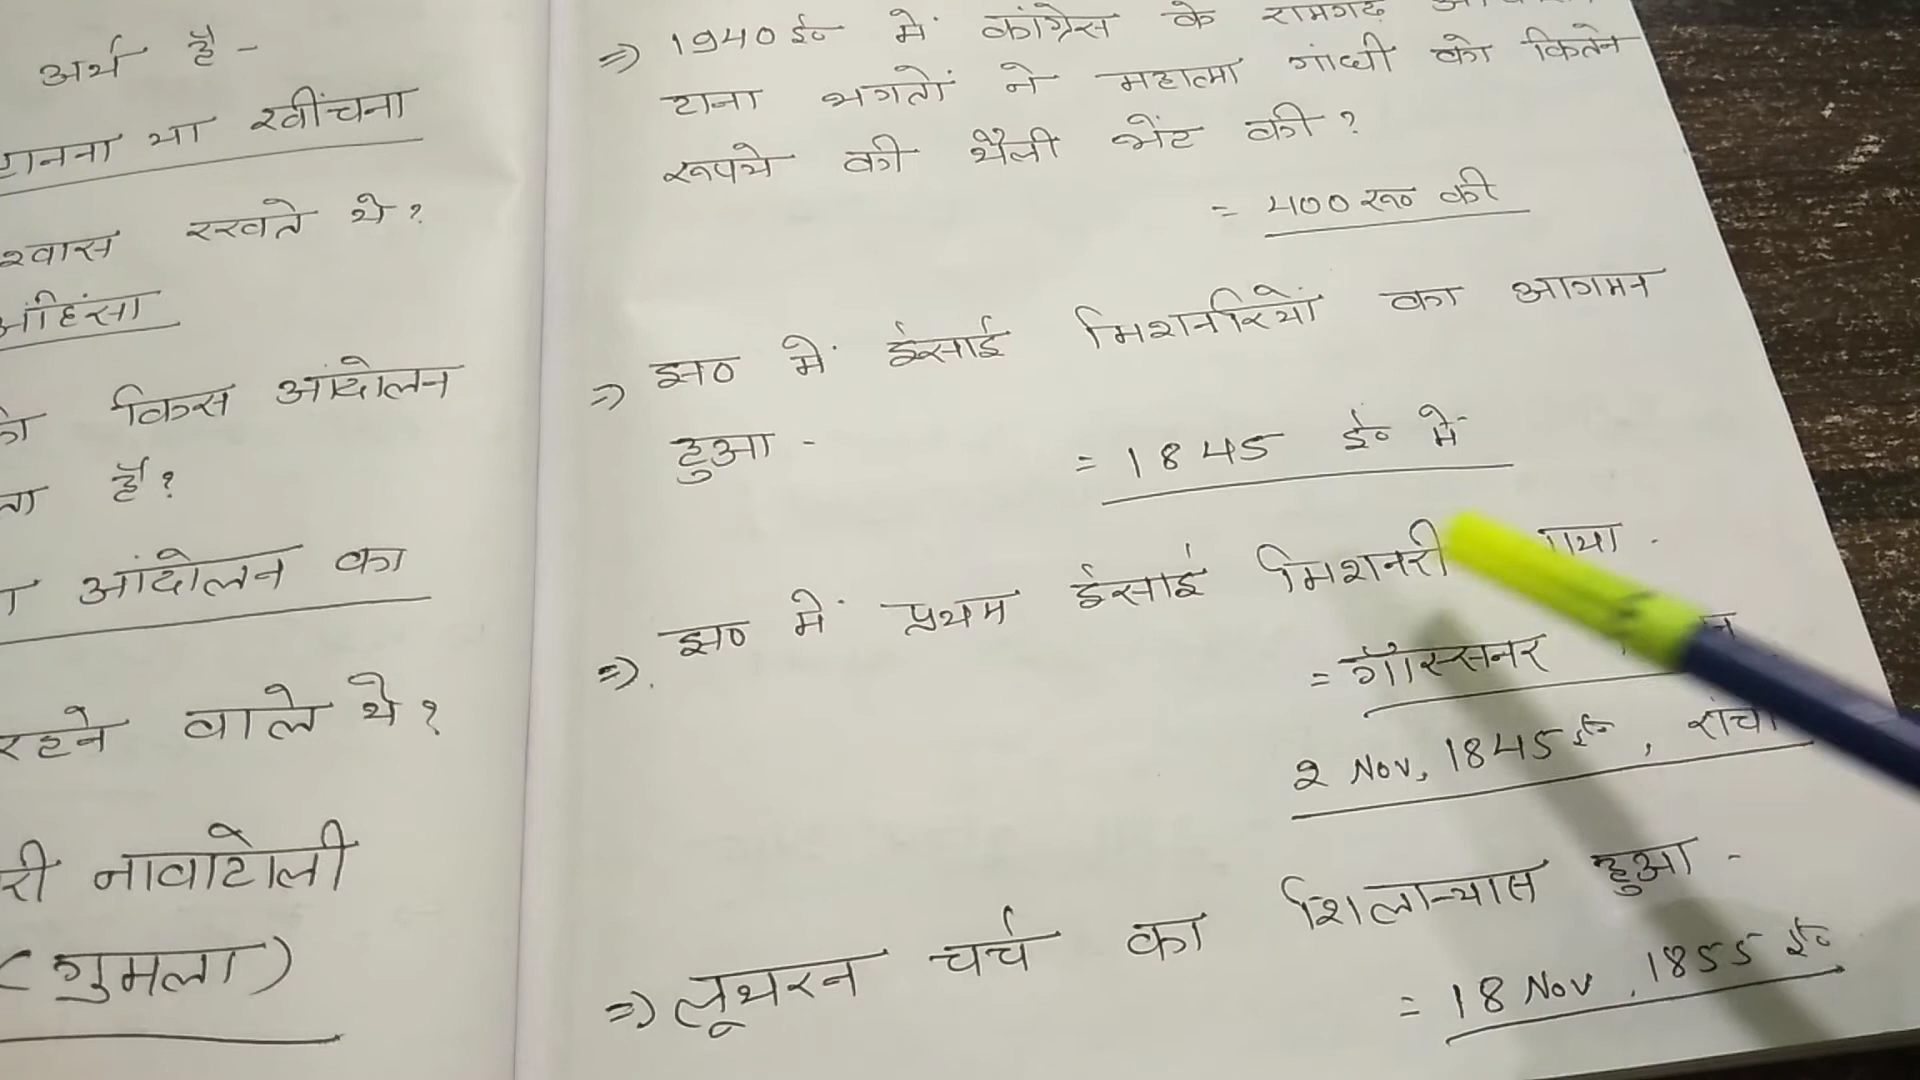 अर्थ है -
टानना या खींचना
श्वास रखते थे?
अहिंसा
किस आंदोलन
है?
आंदोलन का
रहने वाले थे?
री नावाटोली
(गुमला)
=> 1940 ई० में कांग्रेस के रामगढ़
टाना भगतों ने महात्मा गांधी को कितने
रूपये की थैली भेंट की?
= 400 रू० की
=> झा० में ईसाई मिशनरियों का आगमन
हुआ -
= 1845 ई० में
=> झा० में प्रथम ईसाई मिशनरी
= गॉस्सनर
2 Nov, 1845 ई०, रांची
=> लूथरन चर्च का शिलान्यास हुआ -
= 18 Nov, 1855 ई०